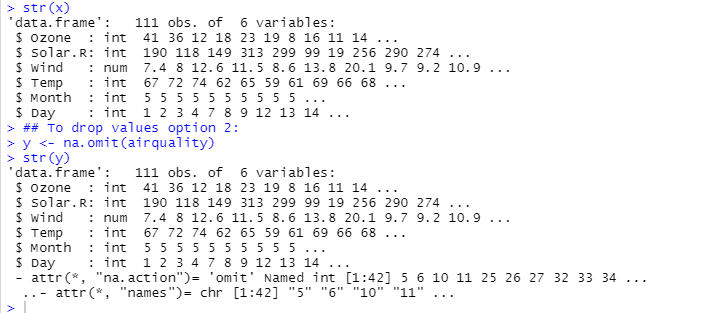 > str(x)
'data.frame':   111 obs. of  6 variables:
 $ Ozone  : int  41 36 12 18 23 19 8 16 11 14 ...
 $ Solar.R: int  190 118 149 313 299 99 19 256 290 274 ...
 $ Wind   : num  7.4 8 12.6 11.5 8.6 13.8 20.1 9.7 9.2 10.9 ...
 $ Temp   : int  67 72 74 62 65 59 61 69 66 68 ...
 $ Month  : int  5 5 5 5 5 5 5 5 5 5 ...
 $ Day    : int  1 2 3 4 7 8 9 12 13 14 ...
> ## To drop values option 2:
> y <- na.omit(airquality)
> str(y)
'data.frame':   111 obs. of  6 variables:
 $ Ozone  : int  41 36 12 18 23 19 8 16 11 14 ...
 $ Solar.R: int  190 118 149 313 299 99 19 256 290 274 ...
 $ Wind   : num  7.4 8 12.6 11.5 8.6 13.8 20.1 9.7 9.2 10.9 ...
 $ Temp   : int  67 72 74 62 65 59 61 69 66 68 ...
 $ Month  : int  5 5 5 5 5 5 5 5 5 5 ...
 $ Day    : int  1 2 3 4 7 8 9 12 13 14 ...
 - attr(*, "na.action")= 'omit' Named int [1:42] 5 6 10 11 25 26 27 32 33 34 ...
  ..- attr(*, "names")= chr [1:42] "5" "6" "10" "11" ...
>